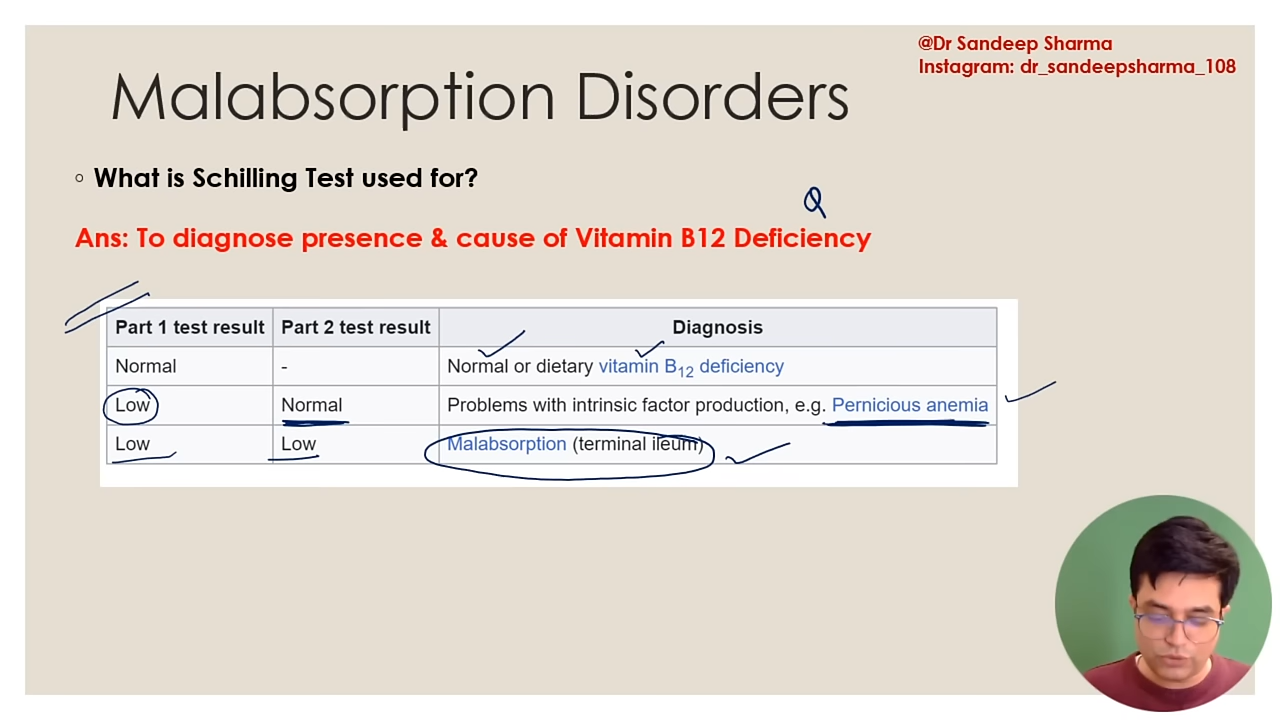 @Dr Sandeep Sharma
Instagram: dr_sandeepsharma_108
Malabsorption Disorders
◦ What is Schilling Test used for?
Q
Ans: To diagnose presence & cause of Vitamin B12 Deficiency
Part 1 test result Part 2 test result Diagnosis
Normal - Normal or dietary vitamin B12 deficiency
Low Normal Problems with intrinsic factor production, e.g. Pernicious anemia
Low Low Malabsorption (terminal ileum)